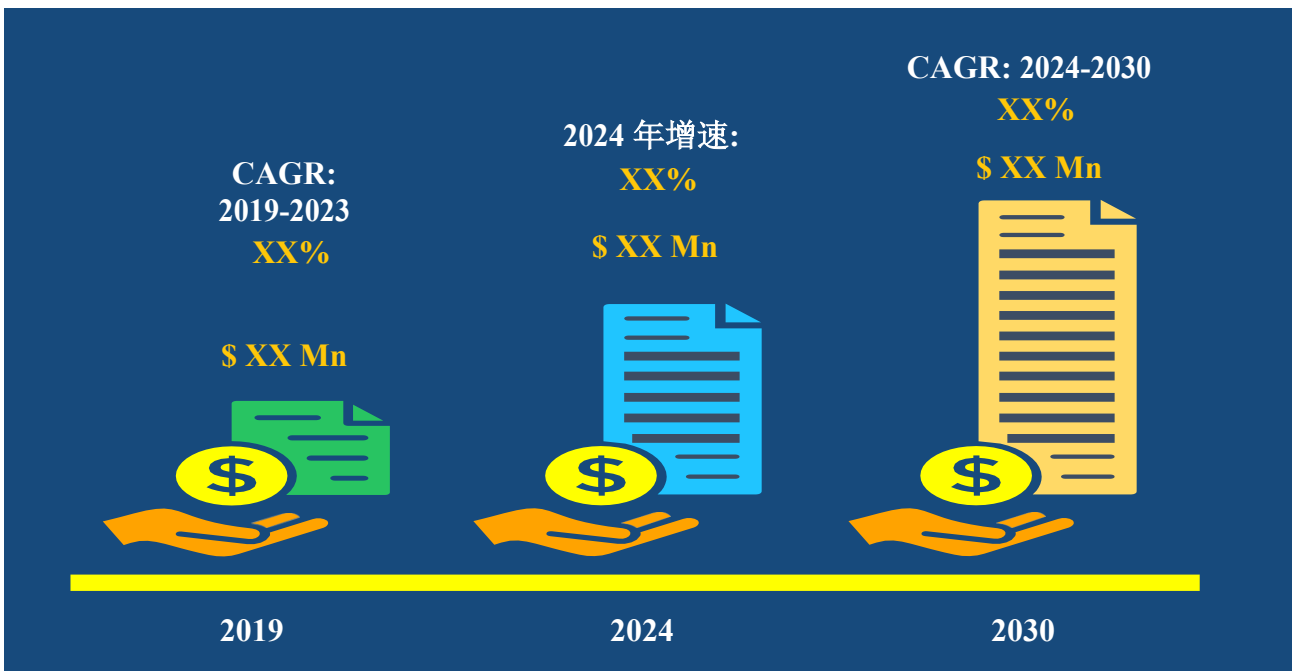 CAGR:
2019-2023
XX%
$ XX Mn
2024 年增速:
XX%
$ XX Mn
CAGR: 2024-2030
XX%
$ XX Mn
2019
2024
2030